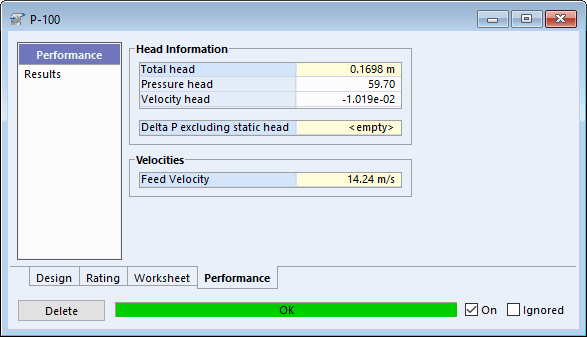 P-100
Performance
Results
Head Information
Total head 0.1698 m
Pressure head 59.70
Velocity head -1.019e-02
Delta P excluding static head <empty>
Velocities
Feed Velocity 14.24 m/s
Design Rating Worksheet Performance
Delete OK On Ignored